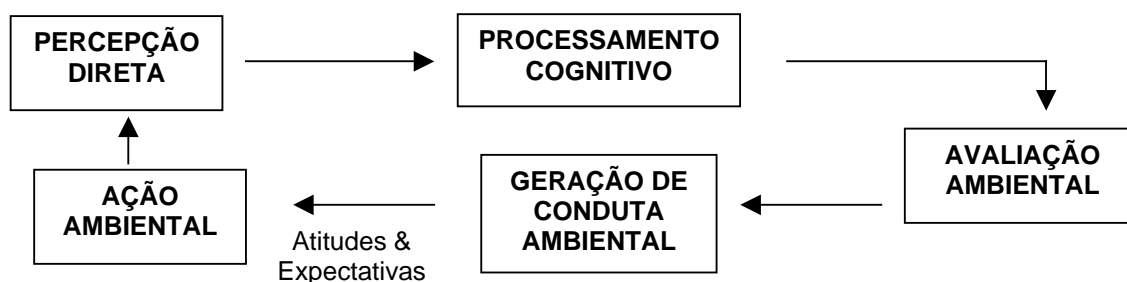 PERCEPÇÃO
DIRETA
PROCESSAMENTO
COGNITIVO
AVALIAÇÃO
AMBIENTAL
GERAÇÃO DE
CONDUTA
AMBIENTAL
Atitudes &
Expectativas
AÇÃO
AMBIENTAL